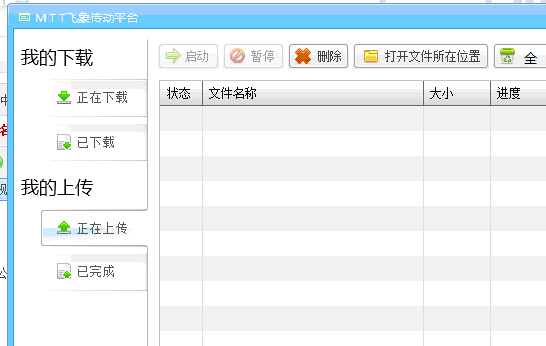 MTT飞象传动平台
我的下载
正在下载
已下载
我的上传
正在上传
已完成
启动 暂停 删除 打开文件所在位置 全
状态 文件名称 大小 进度